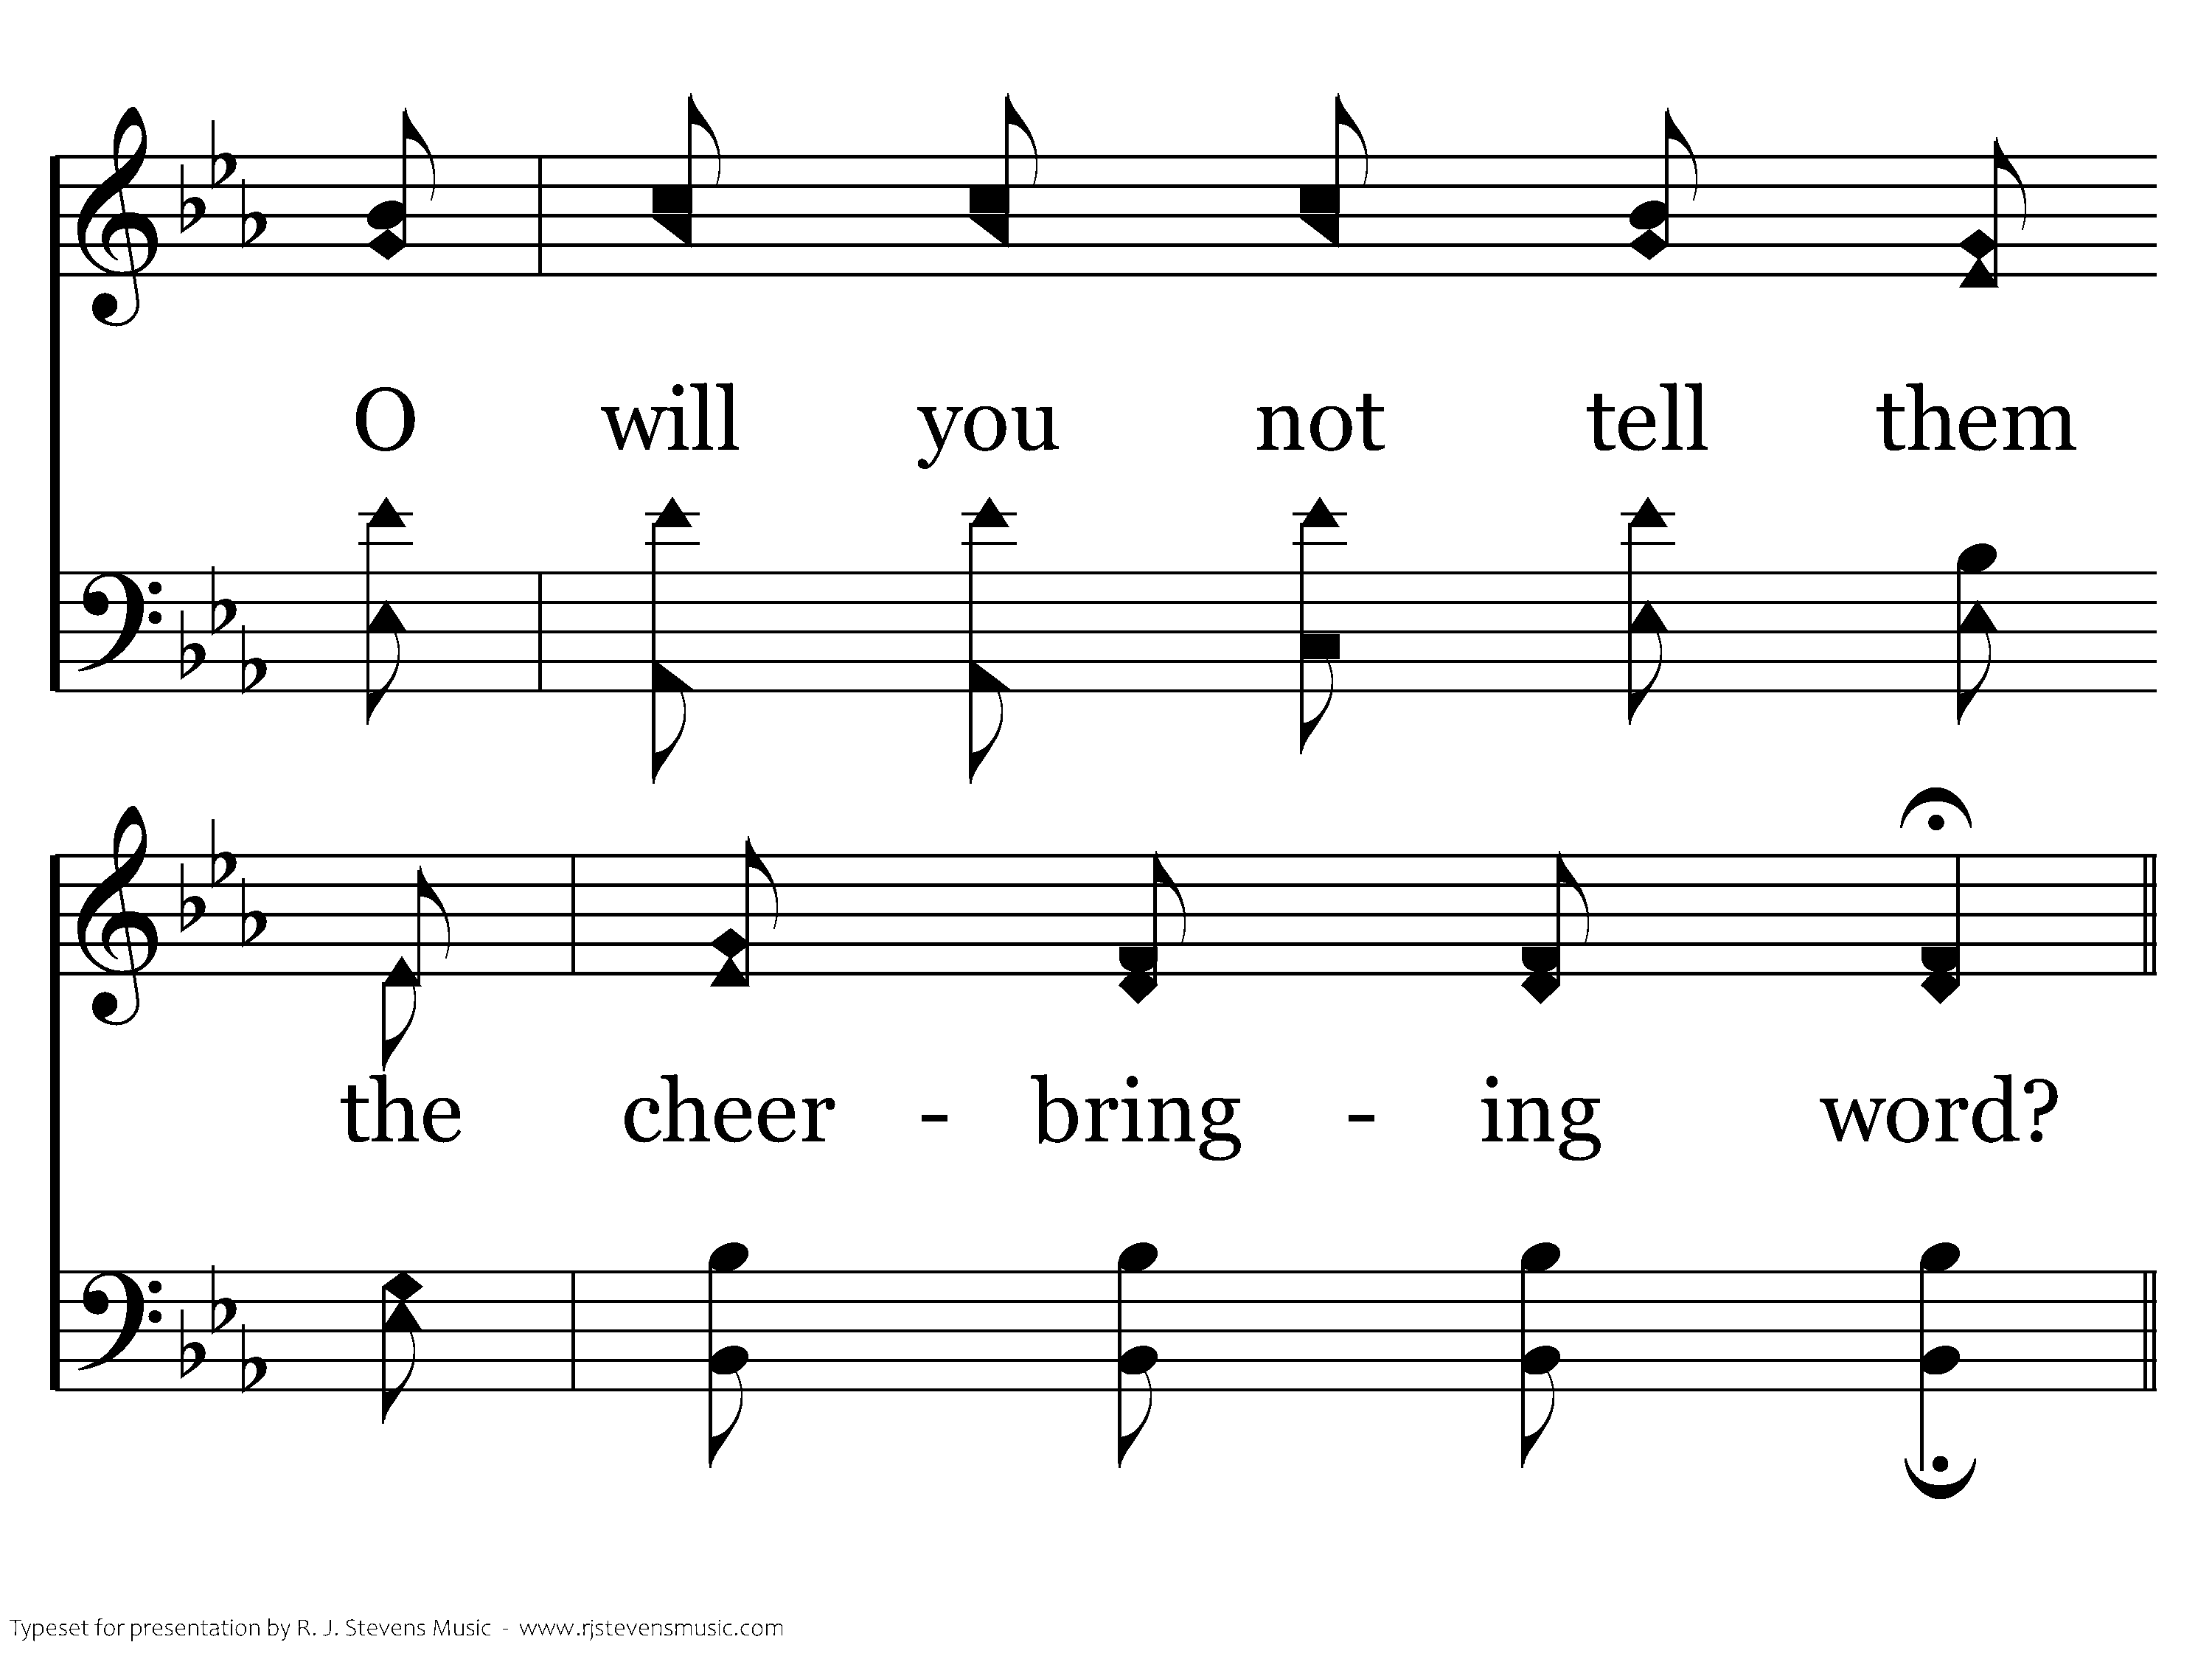 O will you not tell them
the cheer - bring - ing word?
Typeset for presentation by R. J. Stevens Music - www.rjstevensmusic.com